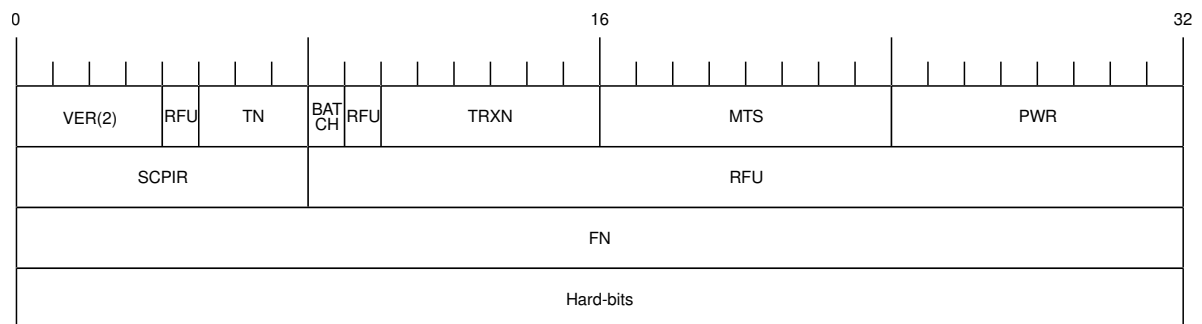 0 16 32
VER(2) RFU TN BAT CH RFU TRXN MTS PWR
SCPIR RFU
FN
Hard-bits